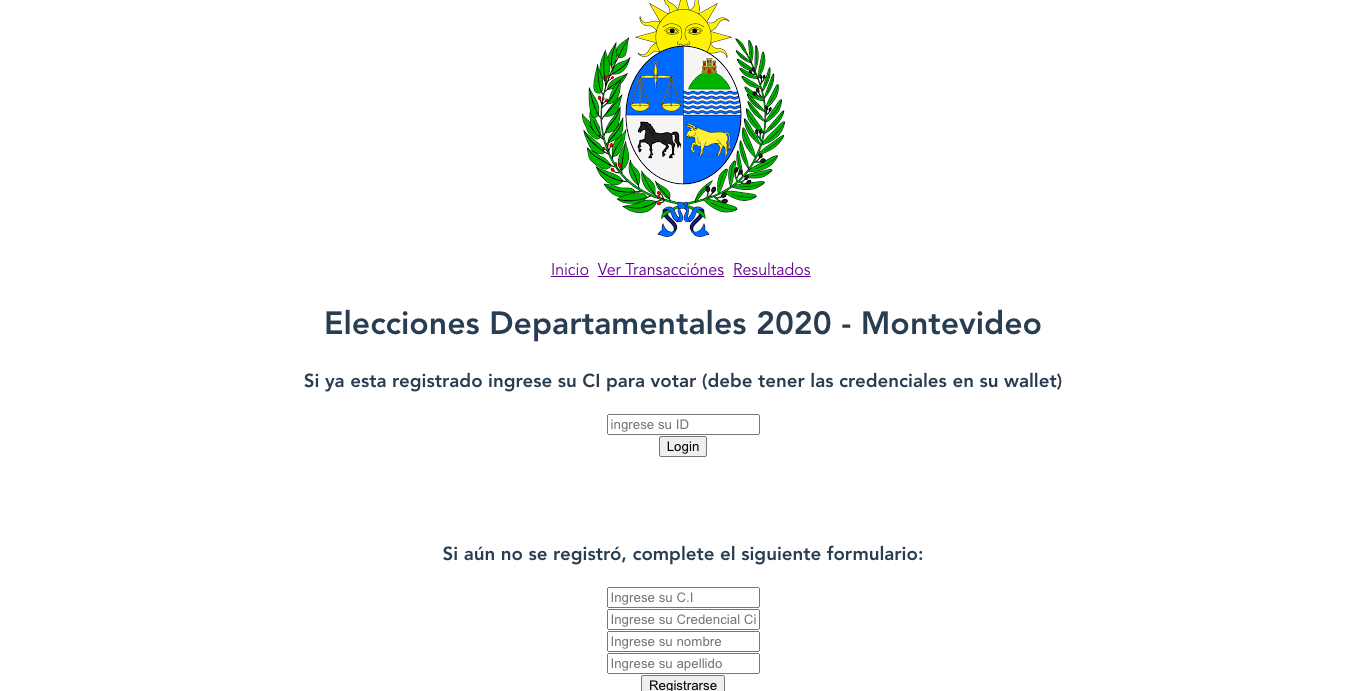 Inicio Ver Transacciónes Resultados
Elecciones Departamentales 2020 - Montevideo
Si ya esta registrado ingrese su CI para votar (debe tener las credenciales en su wallet)
ingrese su ID
Login
Si aún no se registró, complete el siguiente formulario:
Ingrese su C.I
Ingrese su Credencial Ci
Ingrese su nombre
Ingrese su apellido
Registrarse